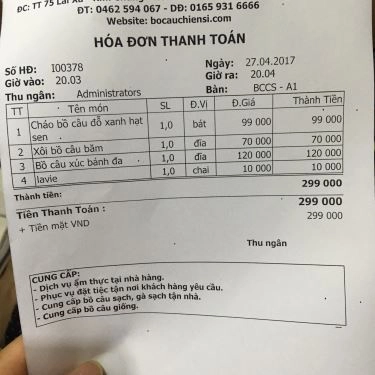 ĐC: TT 75 Lai Xá
ĐT: 0462 594 067 - DĐ: 0165 931 6666
Website: bocauchiensi.com
HÓA ĐƠN THANH TOÁN
Số HĐ: I00378 Ngày: 27.04.2017
Giờ vào: 20.03 Giờ ra: 20.04
Thu ngân: Administrators Bàn: BCCS - A1
TT Tên món SL Đ.Vị Đ.Giá Thành Tiền
1 Cháo bồ câu đỗ xanh hạt sen 1,0 bát 99 000 99 000
2 Xôi bồ câu băm 1,0 đĩa 70 000 70 000
3 Bồ câu xúc bánh đa 1,0 đĩa 120 000 120 000
4 lavie 1,0 chai 10 000 10 000
Thành tiền: 299 000
Tiền Thanh Toán : 299 000
+ Tiền mặt VND 299 000
Thu ngân
CUNG CẤP:
- Dịch vụ ẩm thực tại nhà hàng.
- Phục vụ đặt tiệc tận nơi khách hàng yêu cầu.
- Cung cấp bồ câu sạch, gà sạch tận nhà.
- Cung cấp bồ câu giống.